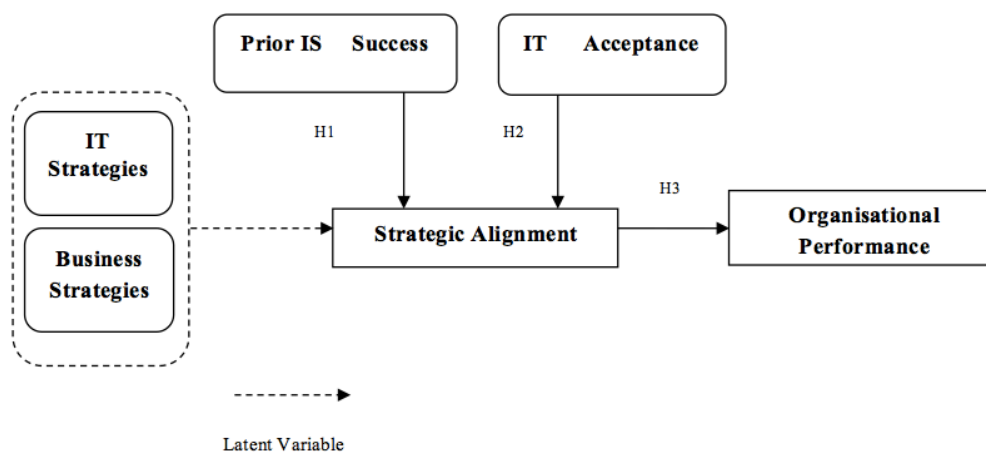 Prior IS Success
IT Acceptance
IT
Strategies
H1
H2
H3
Strategic Alignment
Organisational
Performance
Business
Strategies
Latent Variable